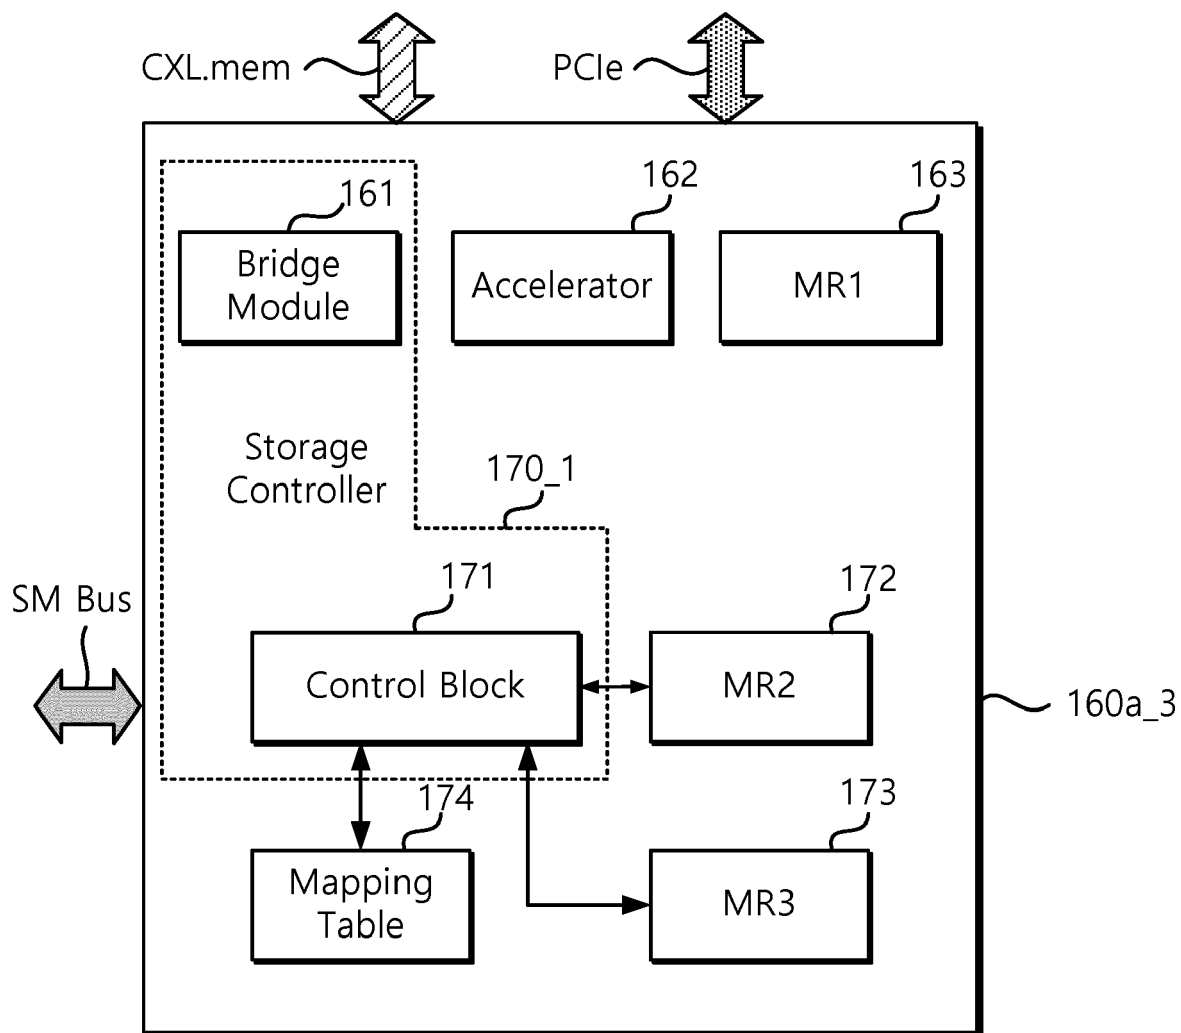 CXL.mem
PCIe
161
162
163
Bridge
Module
Accelerator
MR1
Storage
Controller
170_1
SM Bus
171
172
Control Block
MR2
160a_3
174
173
Mapping
Table
MR3